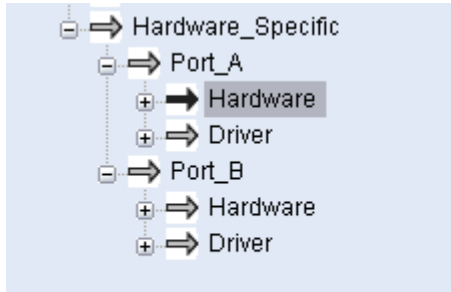 Hardware_Specific
Port_A
Hardware
Driver
Port_B
Hardware
Driver